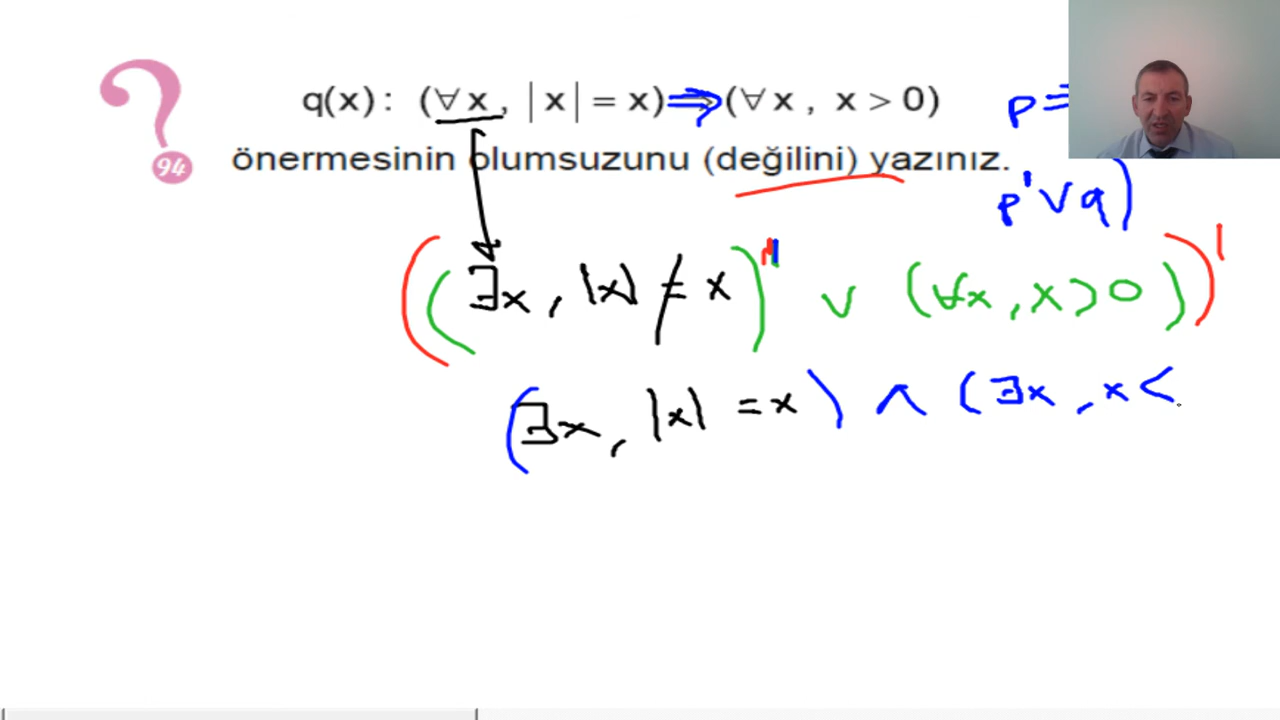 q(x) : (∀x , |x| = x) ⇒ (∀x , x > 0)
p ⇒
94
önermesinin olumsuzunu (değilini) yazınız.
p' ∨ q)
((∃x , |x| ≠ x) ∨ (∀x , x > 0))'
(∃x , |x| = x) ∧ (∃x , x <